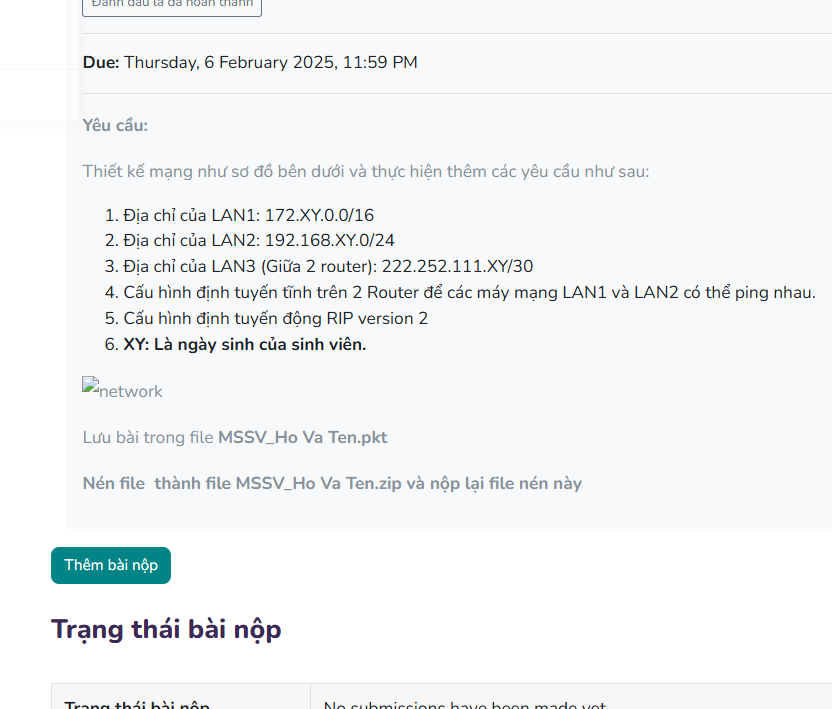 Đánh dấu là đã hoàn thành
Due: Thursday, 6 February 2025, 11:59 PM
Yêu cầu:
Thiết kế mạng như sơ đồ bên dưới và thực hiện thêm các yêu cầu như sau:
1. Địa chỉ của LAN1: 172.XY.0.0/16
2. Địa chỉ của LAN2: 192.168.XY.0/24
3. Địa chỉ của LAN3 (Giữa 2 router): 222.252.111.XY/30
4. Cấu hình định tuyến tĩnh trên 2 Router để các máy mạng LAN1 và LAN2 có thể ping nhau.
5. Cấu hình định tuyến động RIP version 2
6. XY: Là ngày sinh của sinh viên.
network
Lưu bài trong file MSSV_Ho Va Ten.pkt
Nén file  thành file MSSV_Ho Va Ten.zip và nộp lại file nén này
Thêm bài nộp
Trạng thái bài nộp
Trạng thái bài nộp
No submissions have been made yet